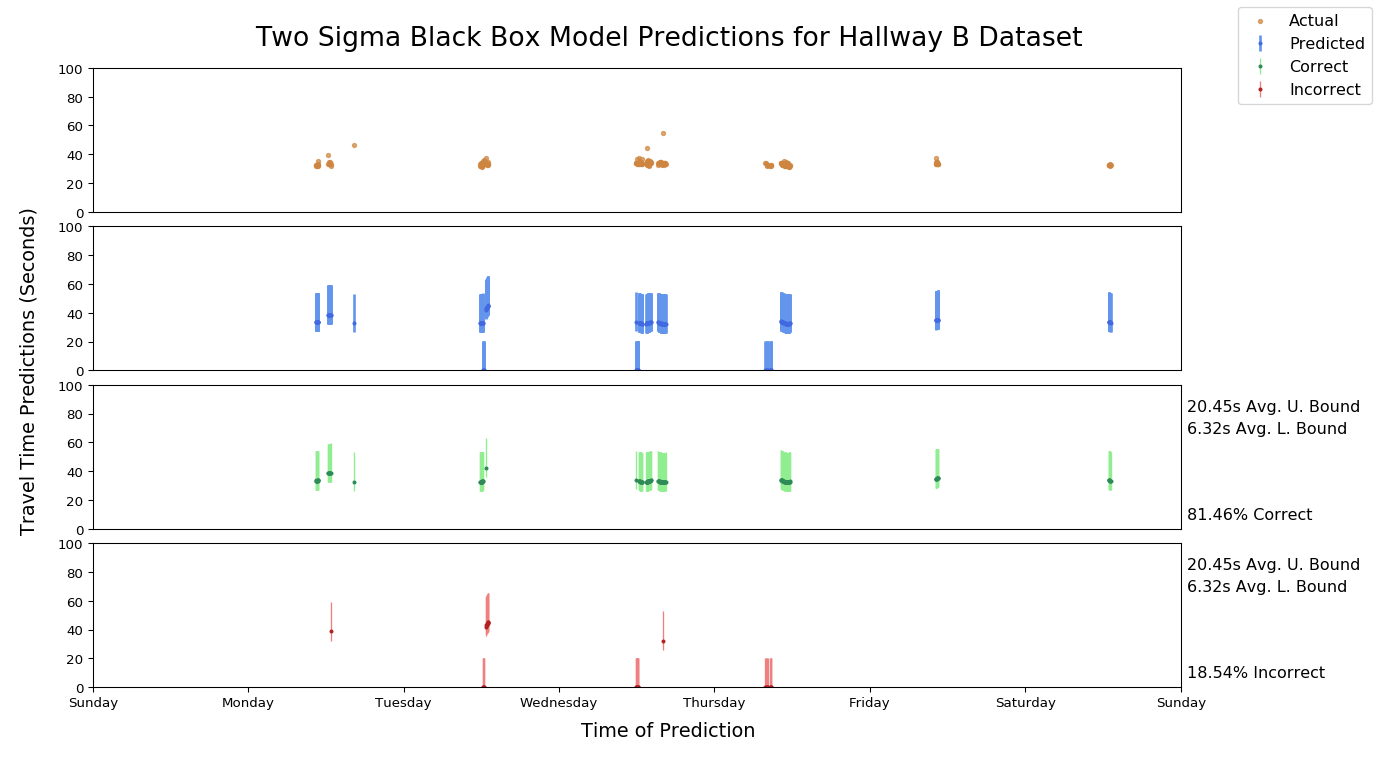 Two Sigma Black Box Model Predictions for Hallway B Dataset
Actual
Predicted
Correct
Incorrect
Travel Time Predictions (Seconds)
100
80
60
40
20
0
100
80
60
40
20
0
100
80
60
40
20
0
20.45s Avg. U. Bound
6.32s Avg. L. Bound
81.46% Correct
100
80
60
40
20
0
20.45s Avg. U. Bound
6.32s Avg. L. Bound
18.54% Incorrect
Sunday Monday Tuesday Wednesday Thursday Friday Saturday Sunday
Time of Prediction